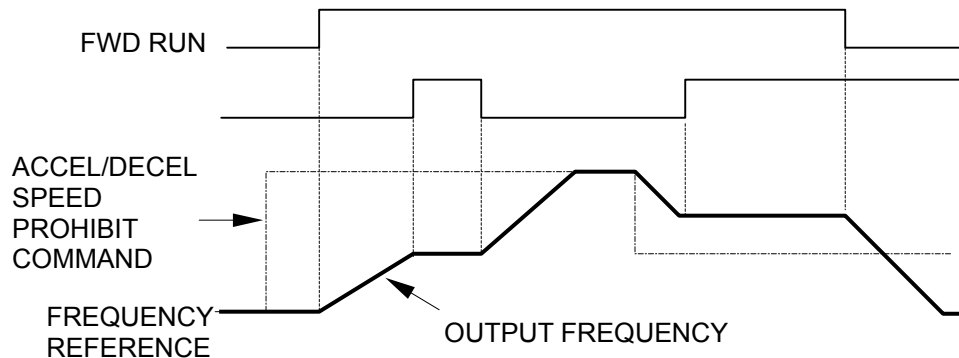 FWD RUN
ACCEL/DECEL
SPEED
PROHIBIT
COMMAND
FREQUENCY
REFERENCE
OUTPUT FREQUENCY